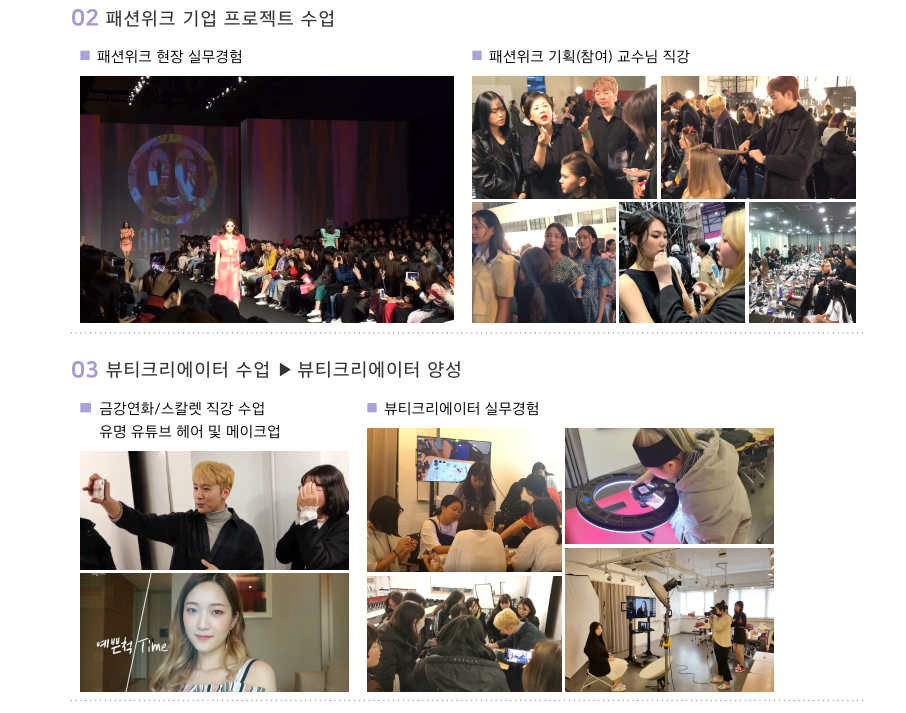 02 패션위크 기업 프로젝트 수업
■ 패션위크 현장 실무경험
■ 패션위크 기획(참여) 교수님 직강
03 뷰티크리에이터 수업 ▶ 뷰티크리에이터 양성
■ 금강연화/스칼렛 직강 수업
유명 유튜브 헤어 및 메이크업
■ 뷰티크리에이터 실무경험
예쁜척 Time